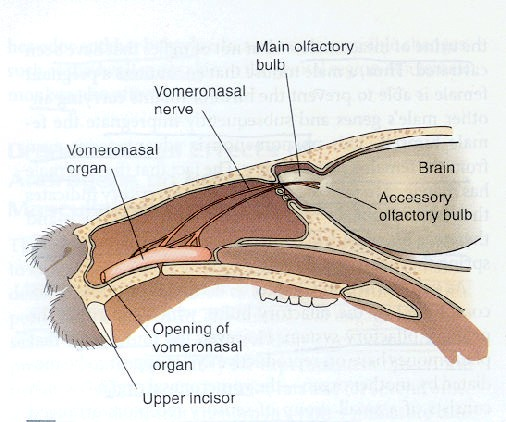 Main olfactory
bulb
Vomeronasal
nerve
Vomeronasal
organ
Brain
Accessory
olfactory bulb
Opening of
vomeronasal
organ
Upper incisor